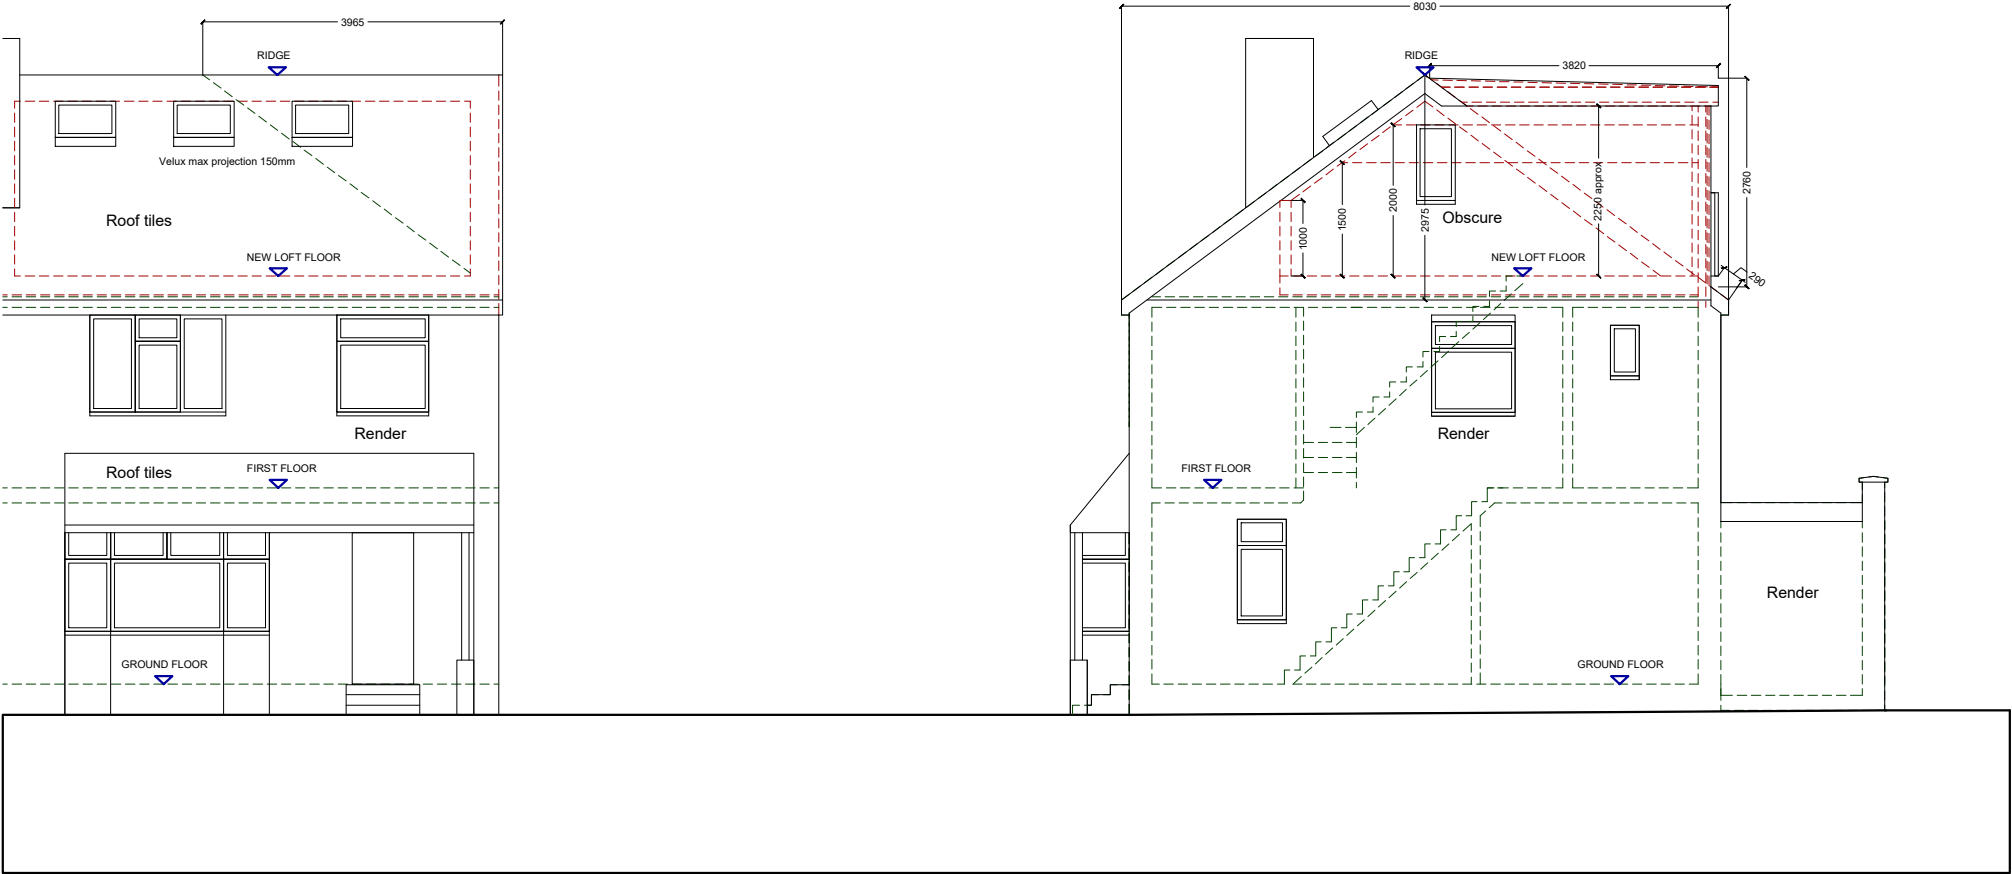 3965
RIDGE
Velux max projection 150mm
Roof tiles
NEW LOFT FLOOR
Render
Roof tiles
FIRST FLOOR
GROUND FLOOR
8030
RIDGE
3820
2760
2250 approx
2000
1500
2975
1000
Obscure
NEW LOFT FLOOR
290
Render
FIRST FLOOR
Render
GROUND FLOOR